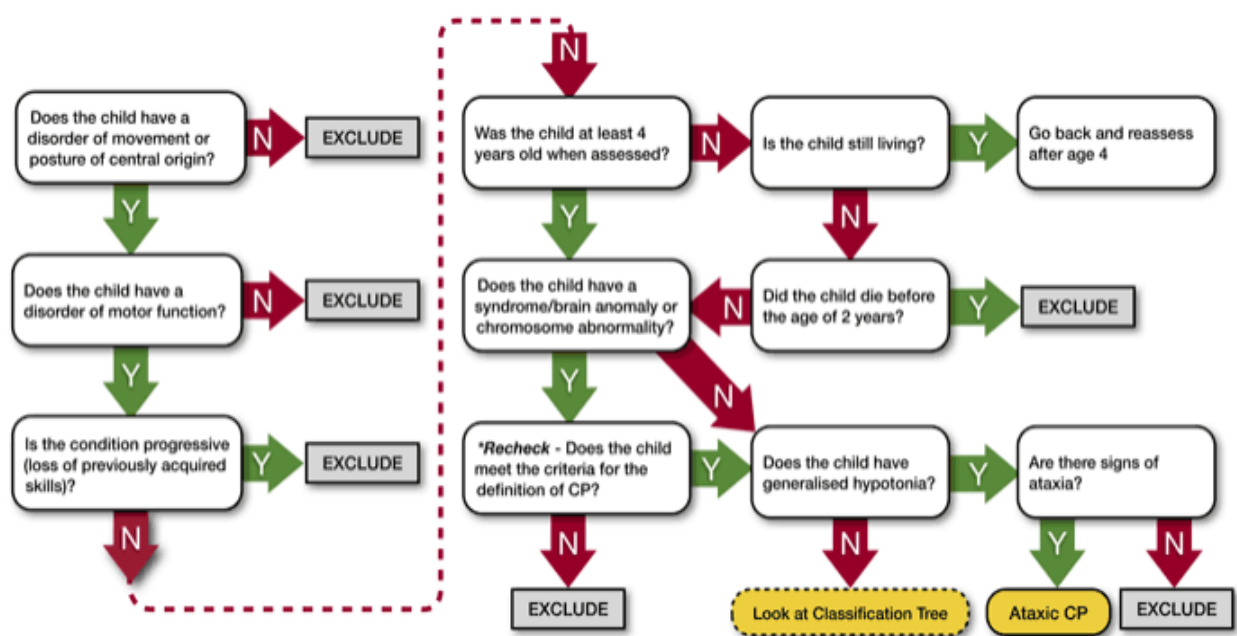 Does the child have a
disorder of movement or
posture of central origin?
N
EXCLUDE
Y
Does the child have a
disorder of motor function?
N
EXCLUDE
Y
Is the condition progressive
(loss of previously acquired
skills)?
Y
EXCLUDE
N
N
Was the child at least 4
years old when assessed?
N
Is the child still living?
Y
Go back and reassess
after age 4
Y
N
Does the child have a
syndrome/brain anomaly or
chromosome abnormality?
N
Did the child die before
the age of 2 years?
Y
EXCLUDE
Y
N
*Recheck - Does the child
meet the criteria for the
definition of CP?
Y
Does the child have
generalised hypotonia?
Y
Are there signs of
ataxia?
N
N
Y
N
EXCLUDE
Look at Classification Tree
Ataxic CP
EXCLUDE